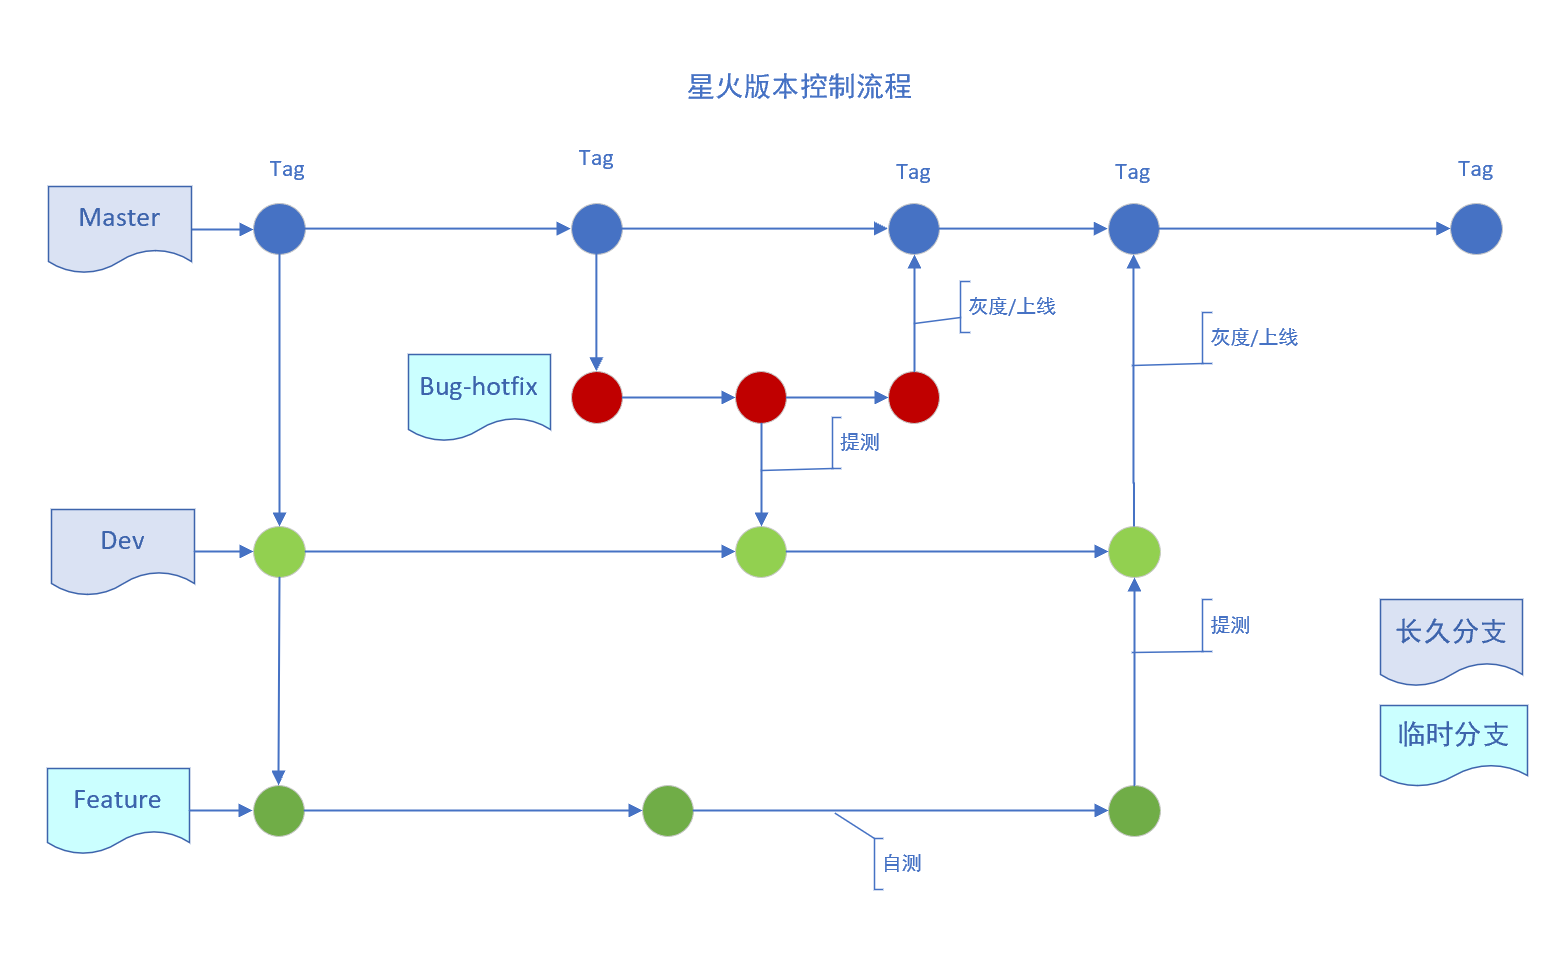 星火版本控制流程
Tag
Tag
Tag
Tag
Tag
Master
灰度/上线
灰度/上线
Bug-hotfix
提测
Dev
提测
长久分支
临时分支
Feature
自测